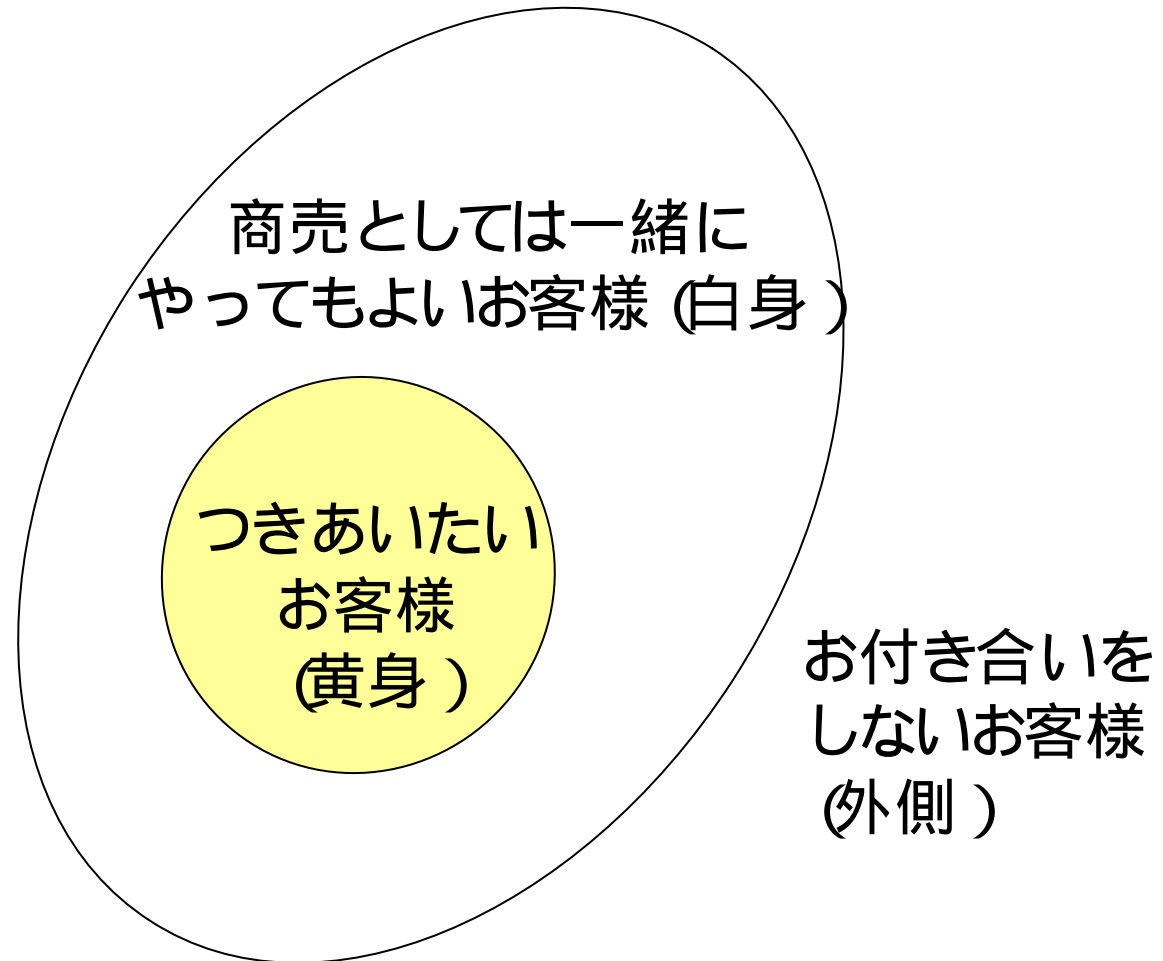 商売としては一緒に
やってもよいお客様(白身)
つきあいたい
お客様
(黄身)
お付き合いを
しないお客様
(外側)